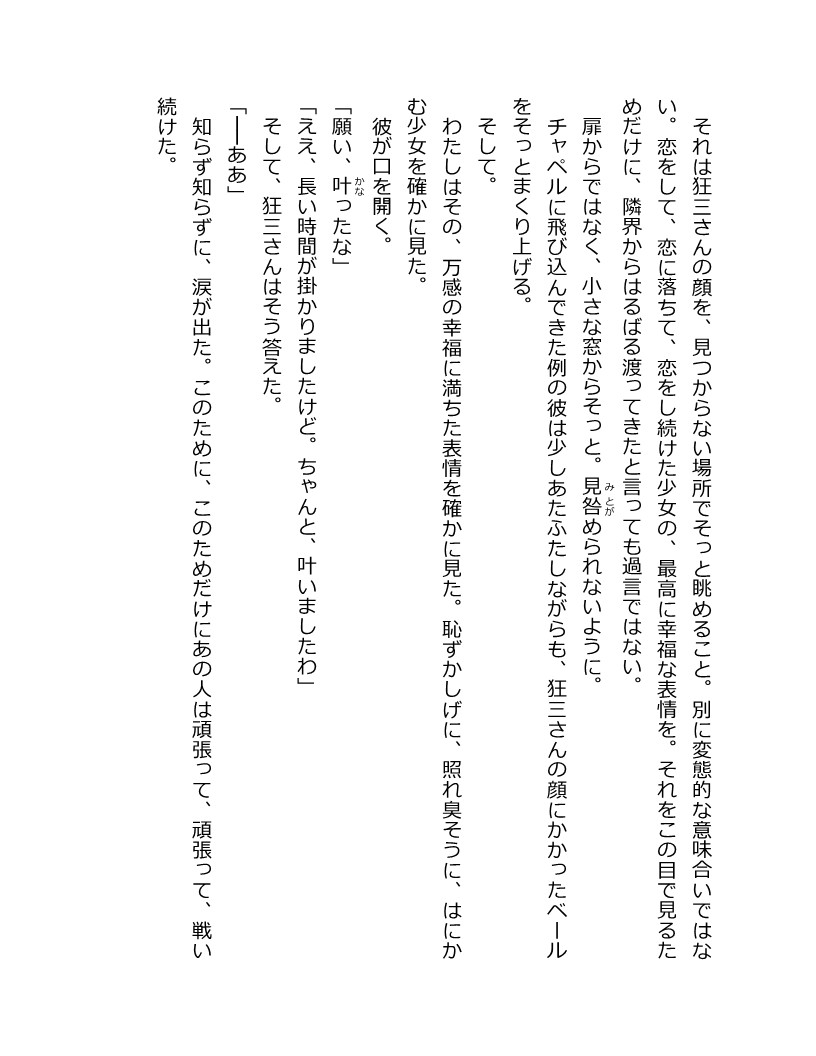 それは狂三さんの顔を、見つからない場所でそっと眺めること。別に変態的な意味合いではな
い。恋をして、恋に落ちて、恋をし続けた少女の、最高に幸福な表情を。それをこの目で見るた
めだけに、隣界からはるばる渡ってきたと言っても過言ではない。
扉からではなく、小さな窓からそっと。見咎められないように。
チャペルに飛び込んできた例の彼は少しあたふたしながらも、狂三さんの顔にかかったベール
をそっとまくり上げる。
そして。
わたしはその、万感の幸福に満ちた表情を確かに見た。恥ずかしげに、照れ臭そうに、はにか
む少女を確かに見た。
彼が口を開く。
「願い、叶ったな」
「ええ、長い時間が掛かりましたけど。ちゃんと、叶いましたわ」
そして、狂三さんはそう答えた。
「――ああ」
知らず知らずに、涙が出た。このために、このためだけにあの人は頑張って、頑張って、戦い
続けた。